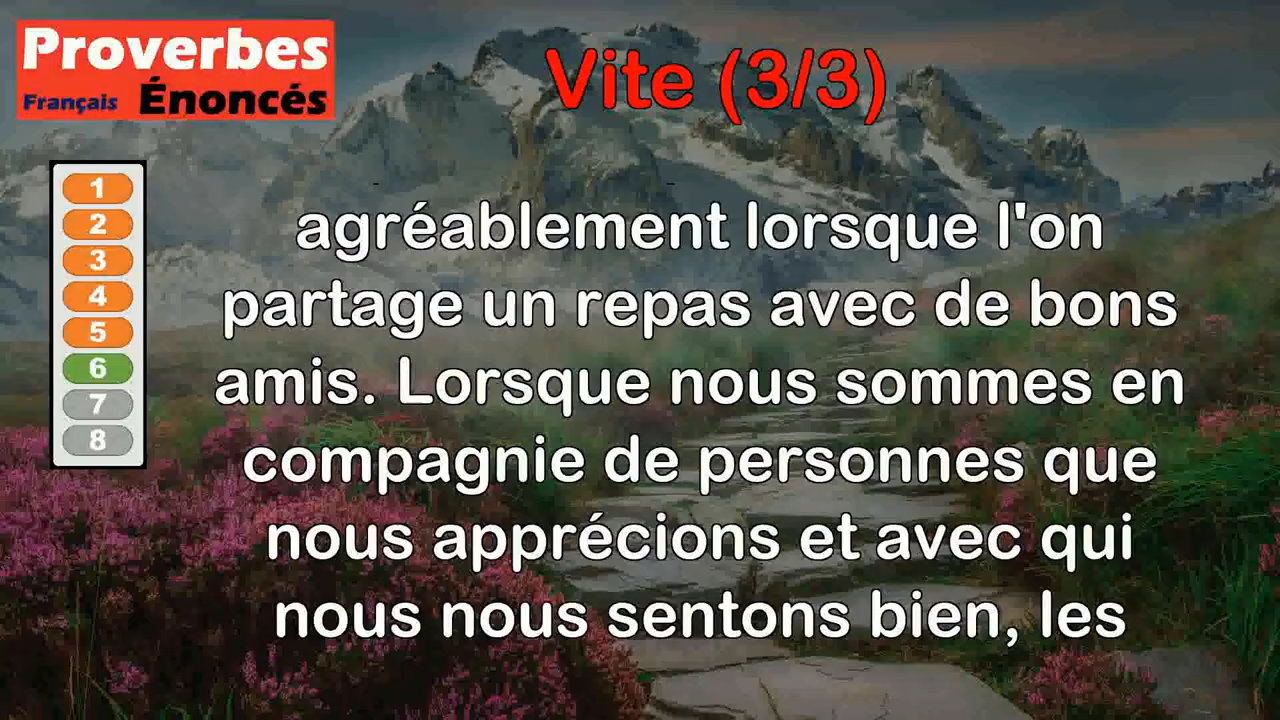 Proverbes
Français Énoncés
Vite (3/3)
1
2
3
4
5
6
7
8
agréablement lorsque l'on
partage un repas avec de bons
amis. Lorsque nous sommes en
compagnie de personnes que
nous apprécions et avec qui
nous nous sentons bien, les